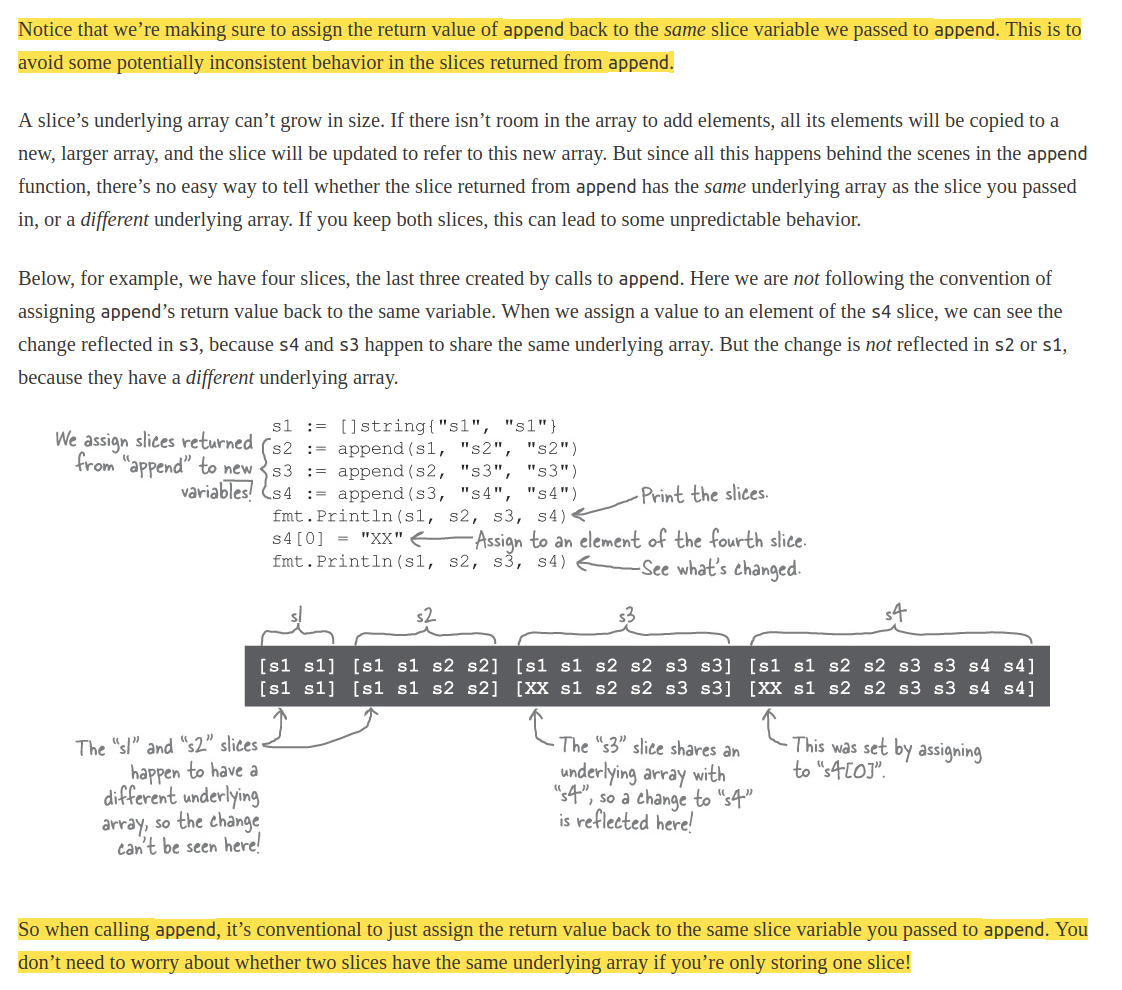 Notice that we’re making sure to assign the return value of append back to the same slice variable we passed to append. This is to
avoid some potentially inconsistent behavior in the slices returned from append.
A slice’s underlying array can’t grow in size. If there isn’t room in the array to add elements, all its elements will be copied to a
new, larger array, and the slice will be updated to refer to this new array. But since all this happens behind the scenes in the append
function, there’s no easy way to tell whether the slice returned from append has the same underlying array as the slice you passed
in, or a different underlying array. If you keep both slices, this can lead to some unpredictable behavior.
Below, for example, we have four slices, the last three created by calls to append. Here we are not following the convention of
assigning append’s return value back to the same variable. When we assign a value to an element of the s4 slice, we can see the
change reflected in s3, because s4 and s3 happen to share the same underlying array. But the change is not reflected in s2 or s1,
because they have a different underlying array.
We assign slices returned
from “append” to new
variables!
s1 := []string{"s1", "s1"}
s2 := append(s1, "s2", "s2")
s3 := append(s2, "s3", "s3")
s4 := append(s3, "s4", "s4")
fmt.Println(s1, s2, s3, s4)
s4[0] = "XX"
fmt.Println(s1, s2, s3, s4)
Print the slices.
Assign to an element of the fourth slice.
See what’s changed.
s1 s2 s3 s4
[s1 s1] [s1 s1 s2 s2] [s1 s1 s2 s2 s3 s3] [s1 s1 s2 s2 s3 s3 s4 s4]
[s1 s1] [s1 s1 s2 s2] [XX s1 s2 s2 s3 s3] [XX s1 s2 s2 s3 s3 s4 s4]
The “s1” and “s2” slices
happen to have a
different underlying
array, so the change
can’t be seen here!
The “s3” slice shares an
underlying array with
“s4”, so a change to “s4”
is reflected here!
This was set by assigning
to “s4[0]”.
So when calling append, it’s conventional to just assign the return value back to the same slice variable you passed to append. You
don’t need to worry about whether two slices have the same underlying array if you’re only storing one slice!